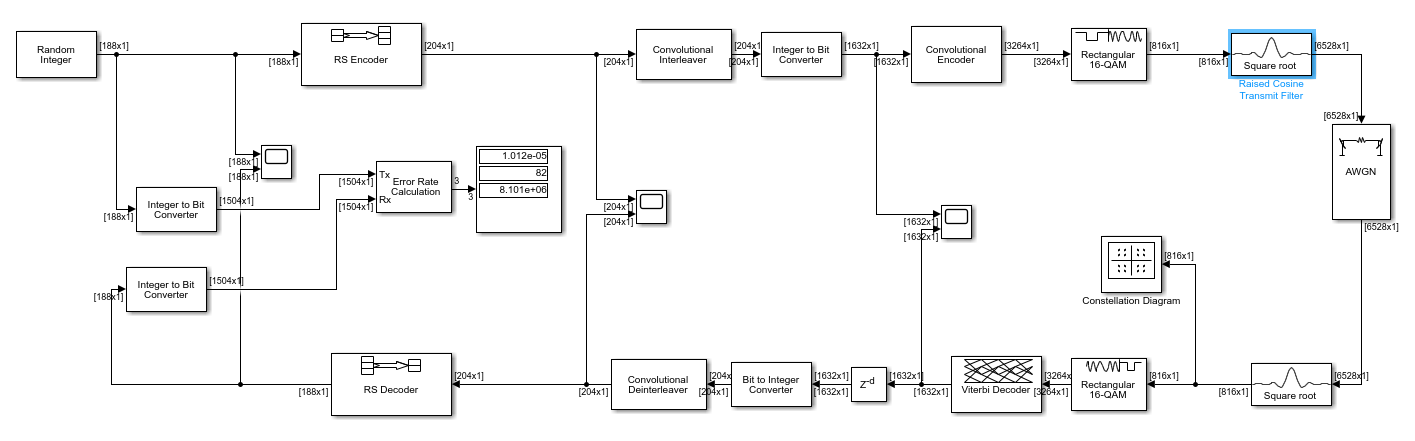 Random
Integer
[188x1]
[188x1]
RS Encoder
[204x1]
[204x1]
Convolutional
Interleaver
[204x1]
[204x1]
Integer to Bit
Converter
[1632x1]
[1632x1]
Convolutional
Encoder
[3264x1]
[3264x1]
Rectangular
16-QAM
[816x1]
[816x1]
Square root
[6528x1]
Raised Cosine
Transmit Filter
[6528x1]
AWGN
[6528x1]
[188x1]
[188x1]
[188x1]
Integer to Bit
Converter
[1504x1]
[1504x1]
[1504x1]
Tx
Rx
Error Rate
Calculation
3
3
1.012e-05
82
8.101e+06
[204x1]
[204x1]
[1632x1]
[1632x1]
[816x1]
Constellation Diagram
[188x1]
Integer to Bit
Converter
[1504x1]
[188x1]
RS Decoder
[204x1]
[204x1]
Convolutional
Deinterleaver
[204x
[204x1]
Bit to Integer
Converter
[1632x1]
[1632x1]
Z-d
[1632x1]
[1632x1]
Viterbi Decoder
[3264x
[3264x1]
Rectangular
16-QAM
[816x1]
[816x1]
Square root
[6528x1]